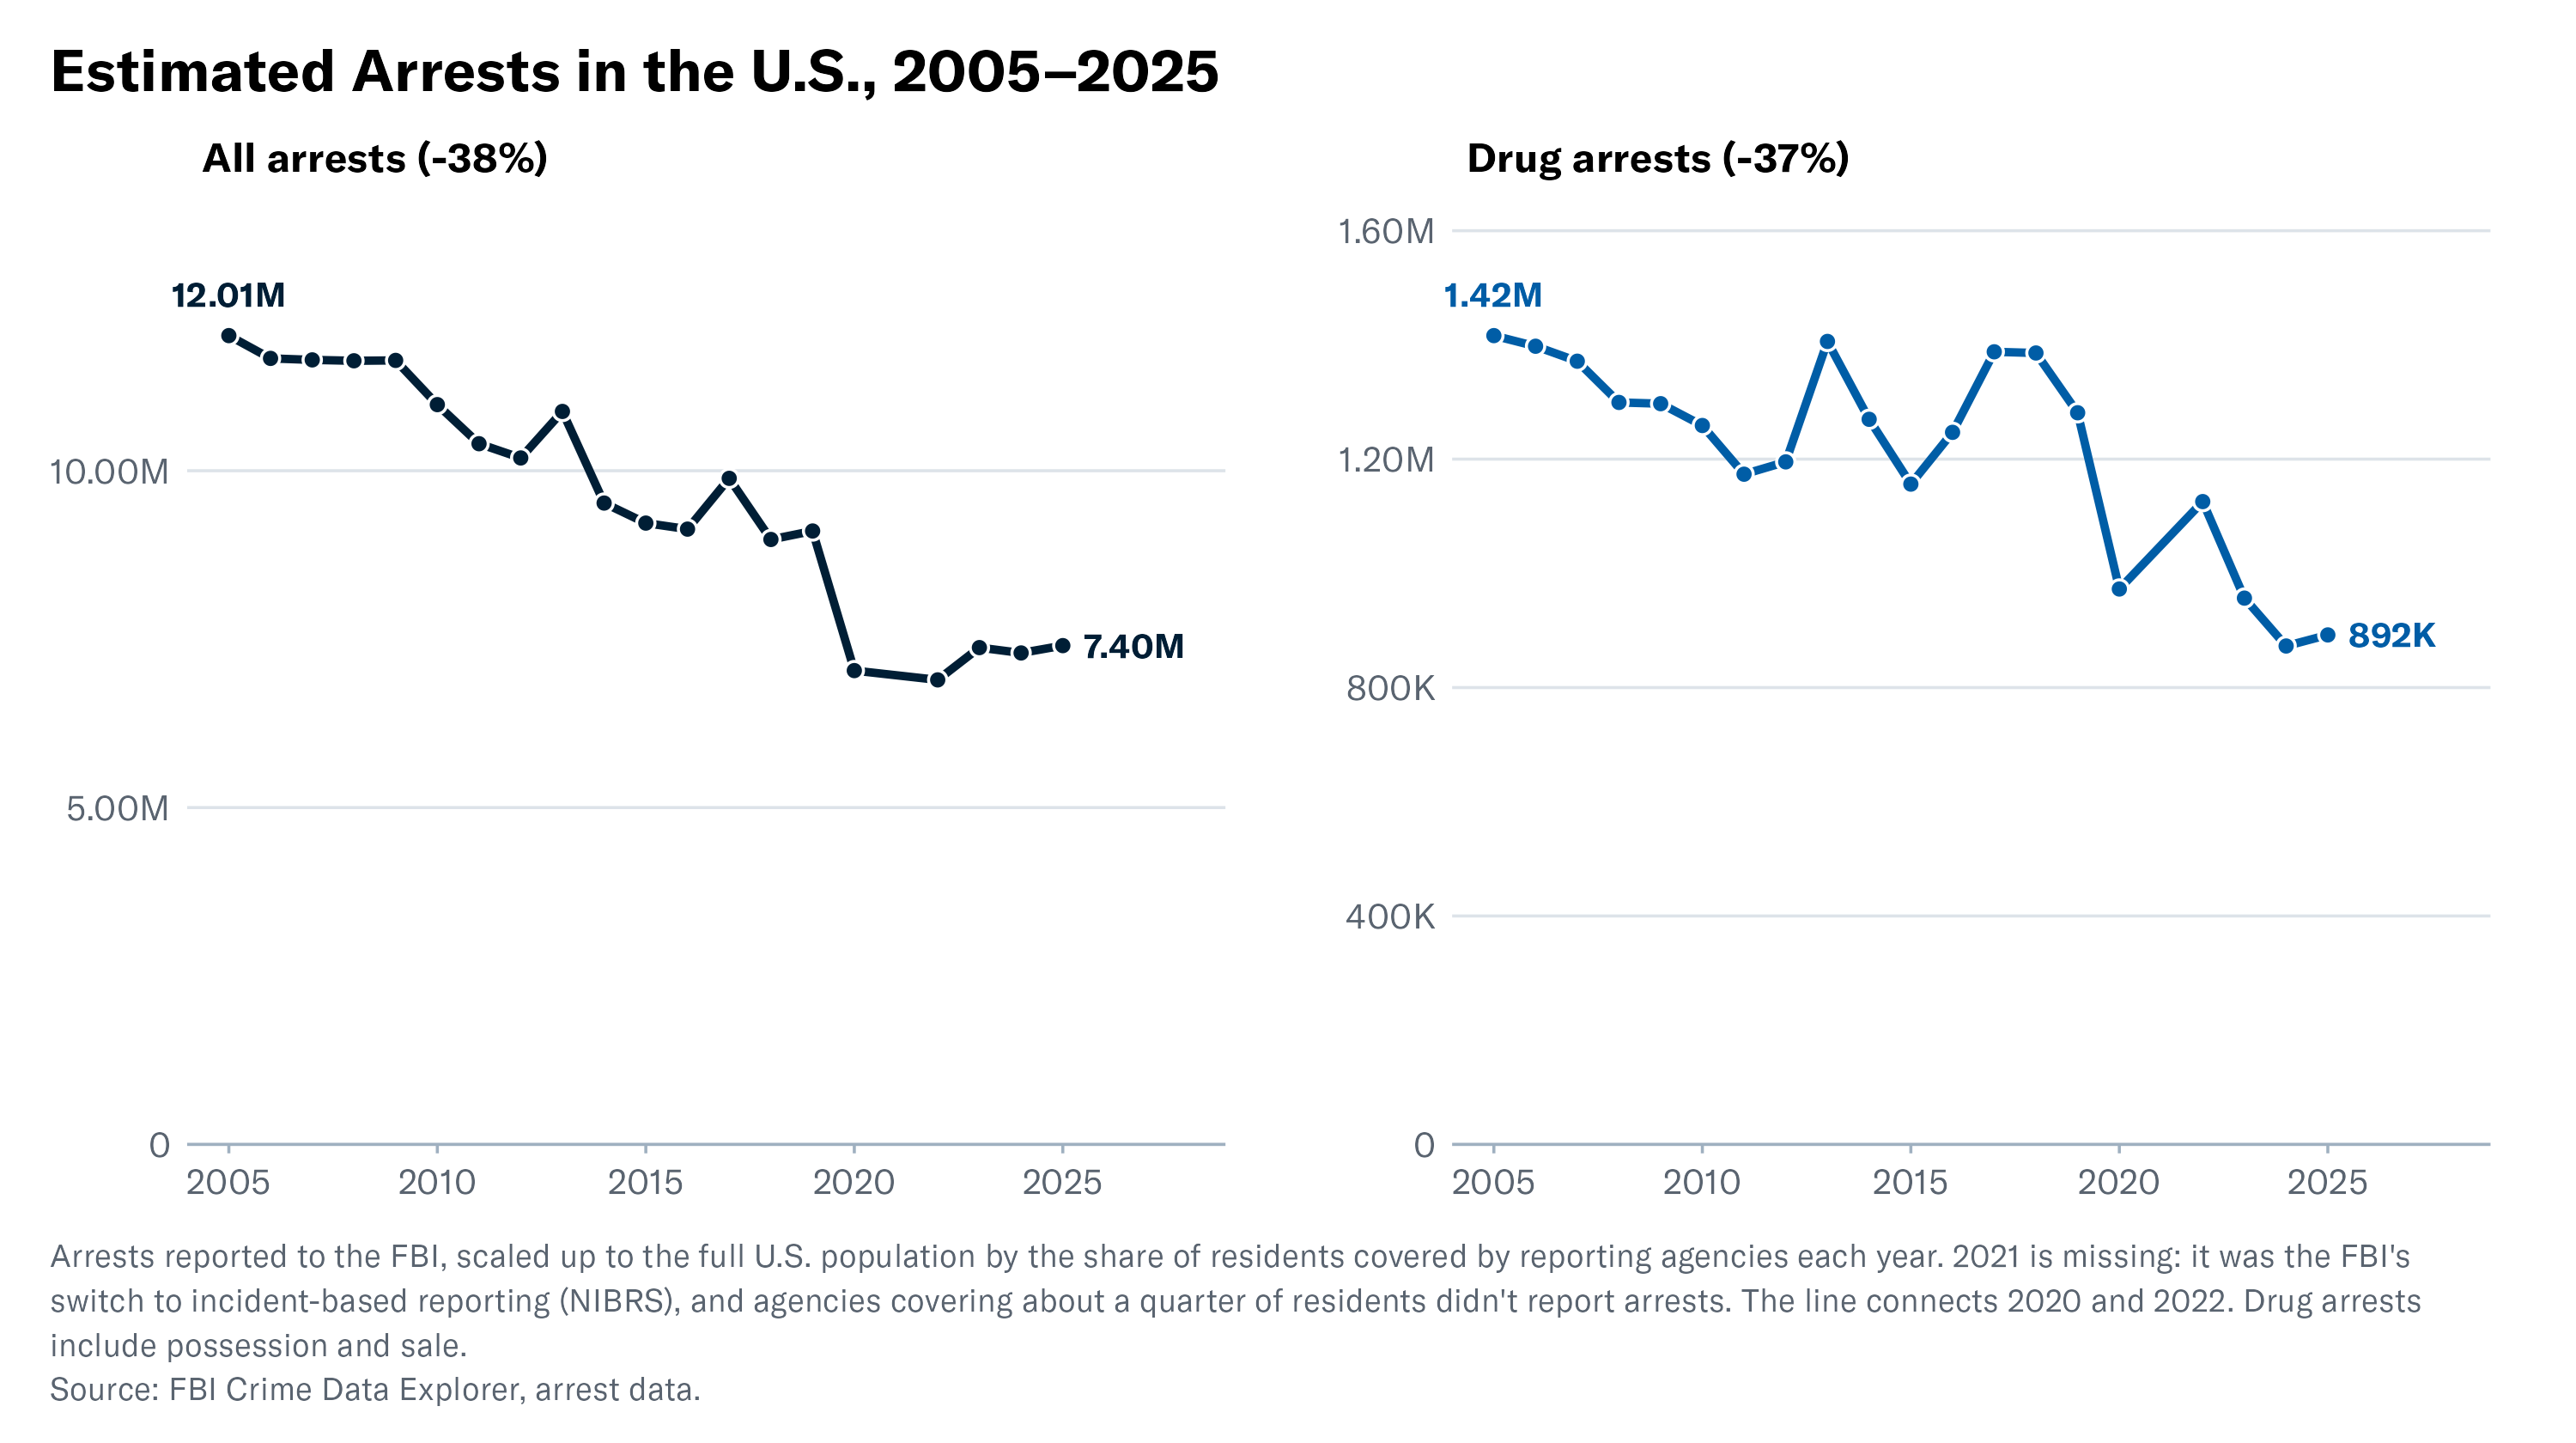 Estimated Arrests in the U.S., 2005–2025
All arrests (-38%)
12.01M
10.00M
7.40M
5.00M
0
2005
2010
2015
2020
2025
Drug arrests (-37%)
1.60M
1.42M
1.20M
892K
800K
400K
0
2005
2010
2015
2020
2025
Arrests reported to the FBI, scaled up to the full U.S. population by the share of residents covered by reporting agencies each year. 2021 is missing: it was the FBI's
switch to incident-based reporting (NIBRS), and agencies covering about a quarter of residents didn't report arrests. The line connects 2020 and 2022. Drug arrests
include possession and sale.
Source: FBI Crime Data Explorer, arrest data.